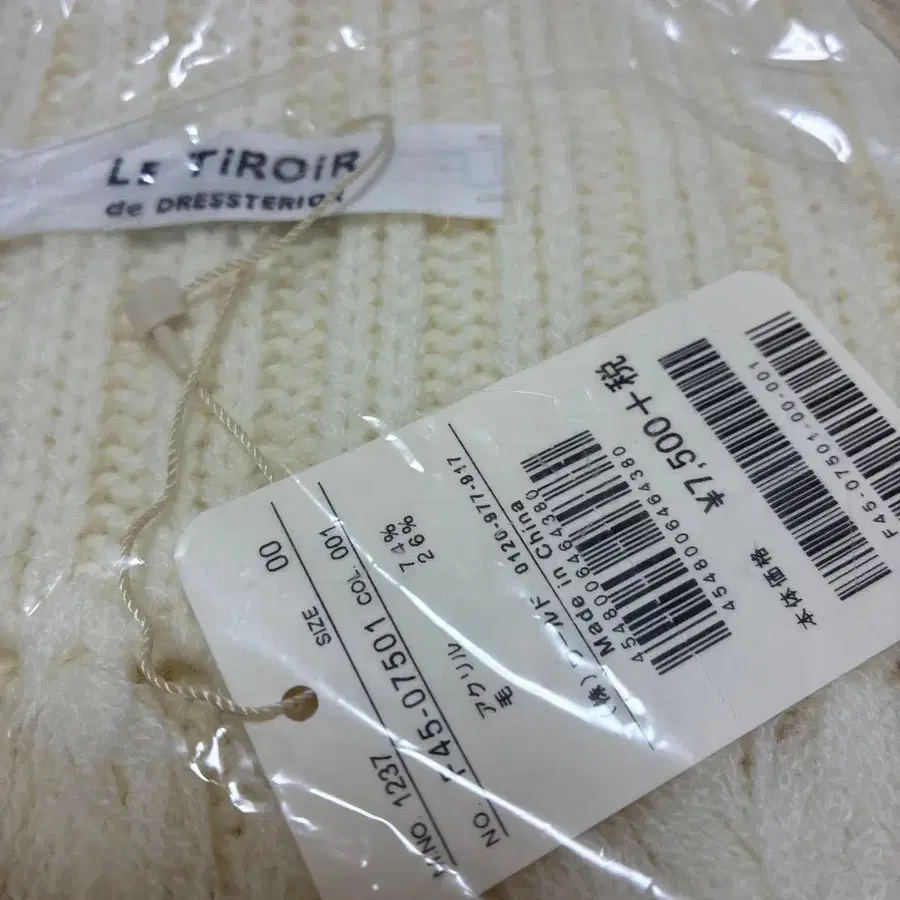 LE TiROiR
de DRESSTERIOR
M.NO. 1237
SIZE
00
NO. F45-07501 COL. 001
アクリル 74%
毛 26%
(株)ワールド 0120-977-917
Made in China
4548006464380
4548006464380
¥7,500+税
本体価格
F45-07501-00-001